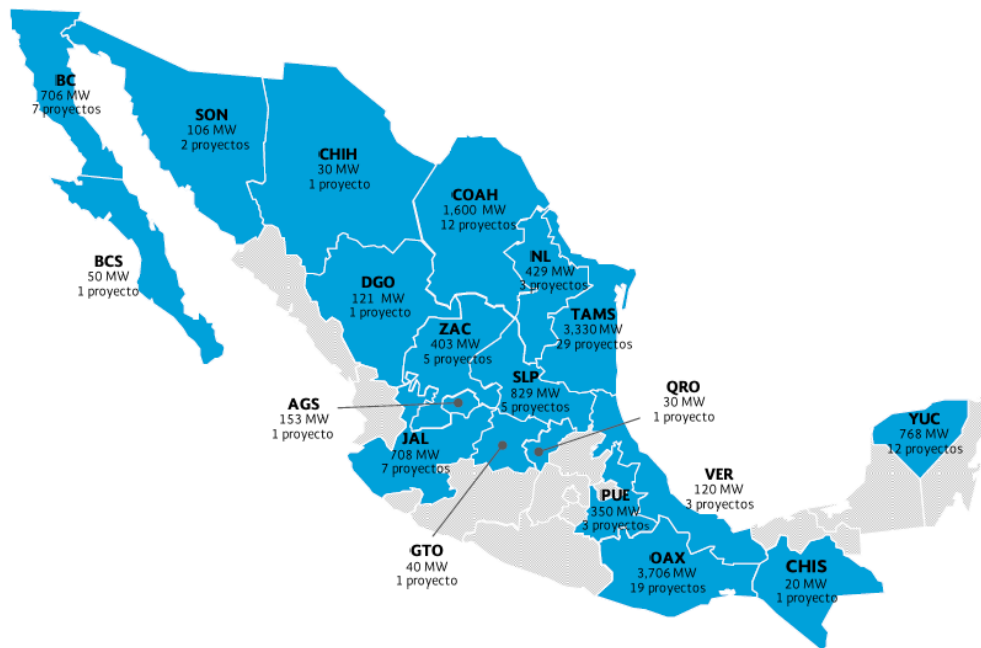 BC
706 MW
7 proyectos
SON
106 MW
2 proyectos
CHIH
30 MW
1 proyecto
COAH
1,600 MW
12 proyectos
NL
429 MW
3 proyectos
BCS
50 MW
1 proyecto
DGO
121 MW
1 proyecto
TAMS
3,330 MW
29 proyectos
ZAC
403 MW
5 proyectos
SLP
829 MW
5 proyectos
QRO
30 MW
1 proyecto
AGS
153 MW
1 proyecto
JAL
708 MW
7 proyectos
YUC
768 MW
12 proyectos
VER
120 MW
3 proyectos
PUE
350 MW
3 proyectos
GTO
40 MW
1 proyecto
OAX
3,706 MW
19 proyectos
CHIS
20 MW
1 proyecto